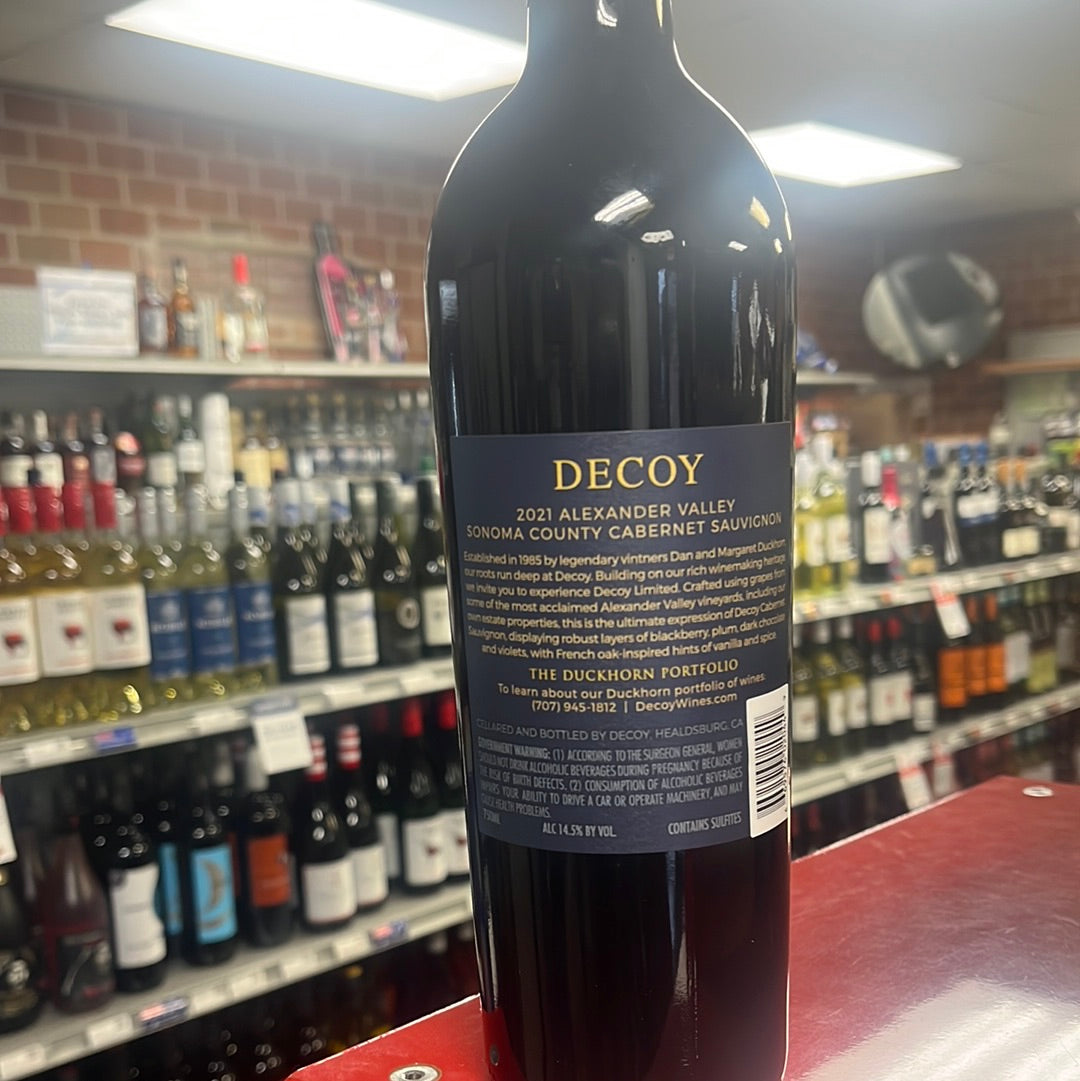 DECOY
2021 ALEXANDER VALLEY
SONOMA COUNTY CABERNET SAUVIGNON
Established in 1985 by legendary vintners Dan and Margaret Duckhorn,
our roots run deep at Decoy. Building on our rich winemaking heritage
we invite you to experience Decoy Limited. Crafted using grapes from
some of the most acclaimed Alexander Valley vineyards, including our
own estate properties, this is the ultimate expression of Decoy Cabernet
Sauvignon, displaying robust layers of blackberry, plum, dark chocolate
and violets, with French oak-inspired hints of vanilla and spice.
THE DUCKHORN PORTFOLIO
To learn about our Duckhorn portfolio of wines
(707) 945-1812 | DecoyWines.com
CELLARED AND BOTTLED BY DECOY, HEALDSBURG, CA
GOVERNMENT WARNING: (1) ACCORDING TO THE SURGEON GENERAL, WOMEN
SHOULD NOT DRINK ALCOHOLIC BEVERAGES DURING PREGNANCY BECAUSE OF
THE RISK OF BIRTH DEFECTS. (2) CONSUMPTION OF ALCOHOLIC BEVERAGES
IMPAIRS YOUR ABILITY TO DRIVE A CAR OR OPERATE MACHINERY, AND MAY
CAUSE HEALTH PROBLEMS.
750ML
ALC 14.5% BY VOL.
CONTAINS SULFITES